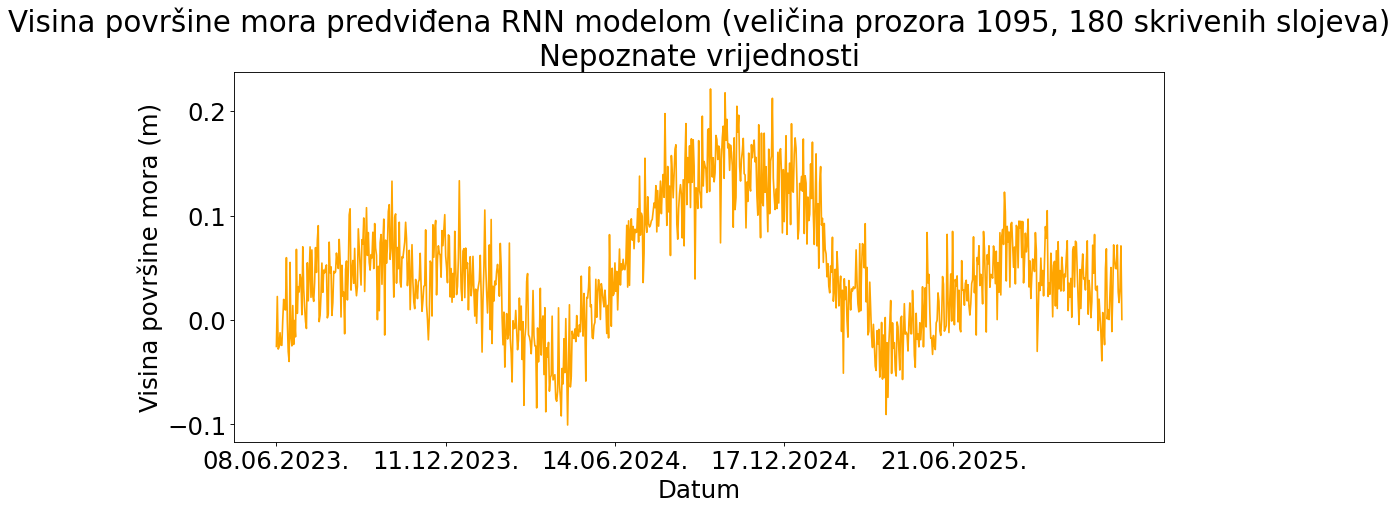 Visina površine mora predviđena RNN modelom (veličina prozora 1095, 180 skrivenih slojeva)
Nepoznate vrijednosti
Visina površine mora (m)
0.2
0.1
0.0
−0.1
08.06.2023. 11.12.2023. 14.06.2024. 17.12.2024. 21.06.2025.
Datum